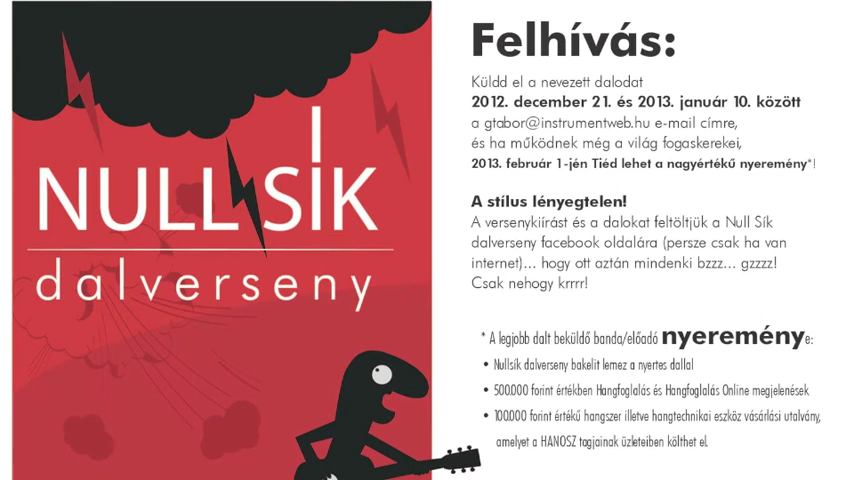 NULL SÍK
dalverseny
Felhívás:
Küldd el a nevezett dalodat
2012. december 21. és 2013. január 10. között
a gtabor@instrumentweb.hu e-mail címre,
és ha működnek még a világ fogaskerekei,
2013. február 1-jén Tiéd lehet a nagyértékű nyeremény*!
A stílus lényegtelen!
A versenykiírást és a dalokat feltöltjük a Null Sík
dalverseny facebook oldalára (persze csak ha van
internet)... hogy ott aztán mindenki bzzz... gzzzz!
Csak nehogy krrrr!
* A legjobb dalt beküldő banda/előadó nyereménye:
• Nullsík dalverseny bakelit lemez a nyertes dallal
• 500.000 forint értékben Hangfoglalás és Hangfoglalás Online megjelenések
• 100.000 forint értékű hangszer illetve hangtechnikai eszköz vásárlási utalvány,
amelyet a HANOSZ tagjainak üzleteiben költhet el.